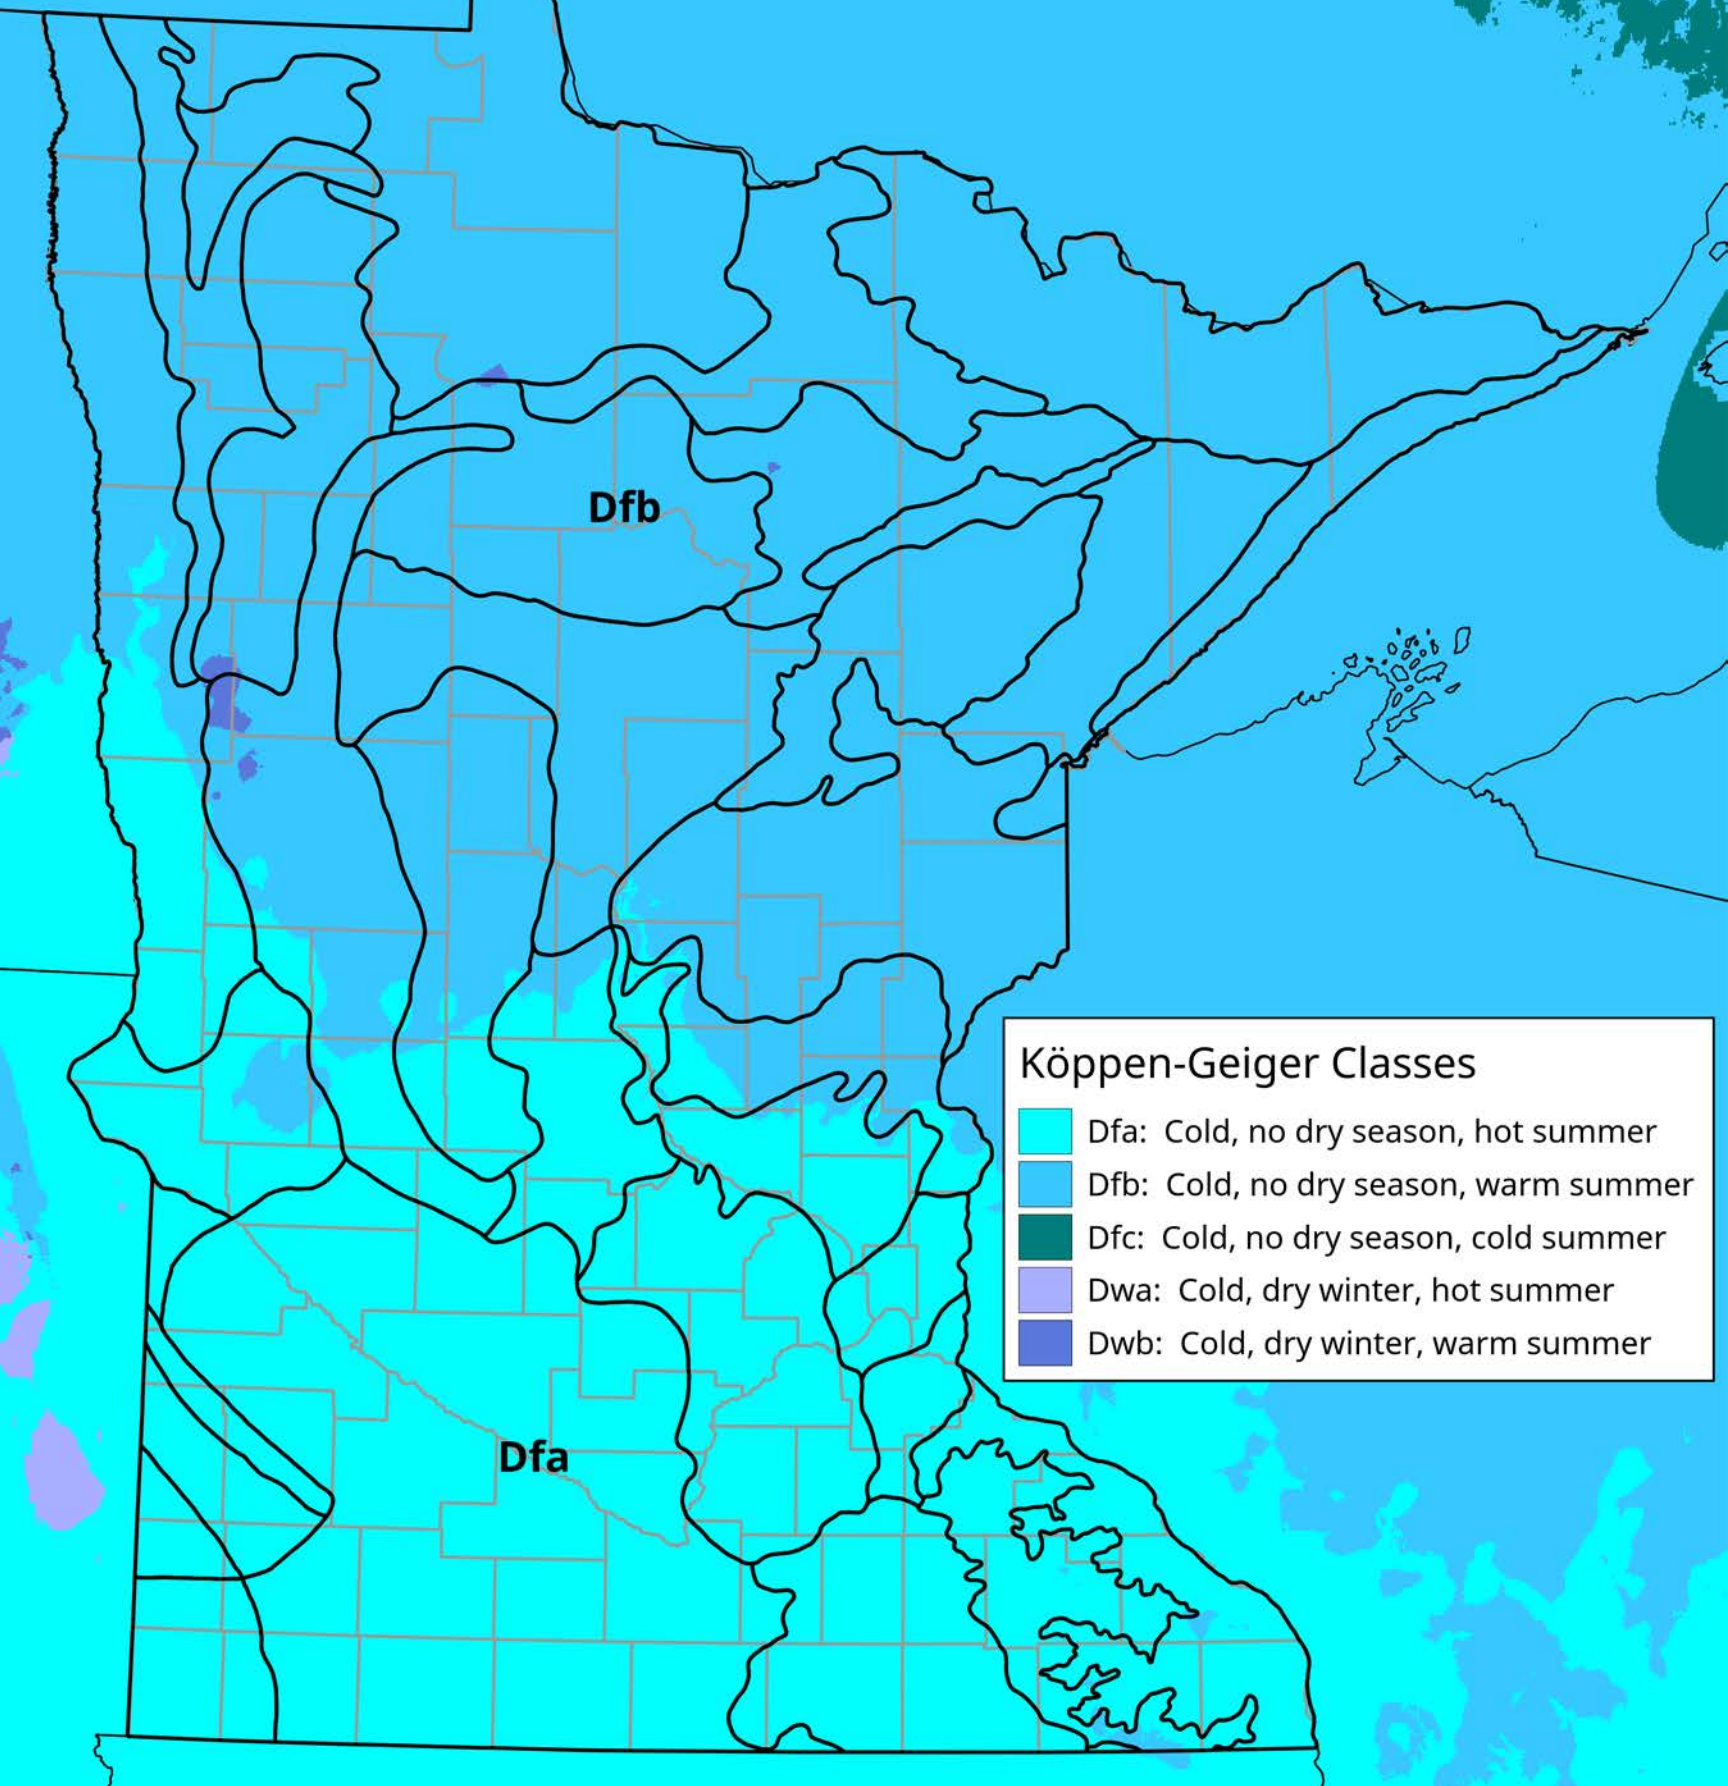 Dfb
Köppen-Geiger Classes
Dfa: Cold, no dry season, hot summer
Dfb: Cold, no dry season, warm summer
Dfc: Cold, no dry season, cold summer
Dwa: Cold, dry winter, hot summer
Dwb: Cold, dry winter, warm summer
Dfa